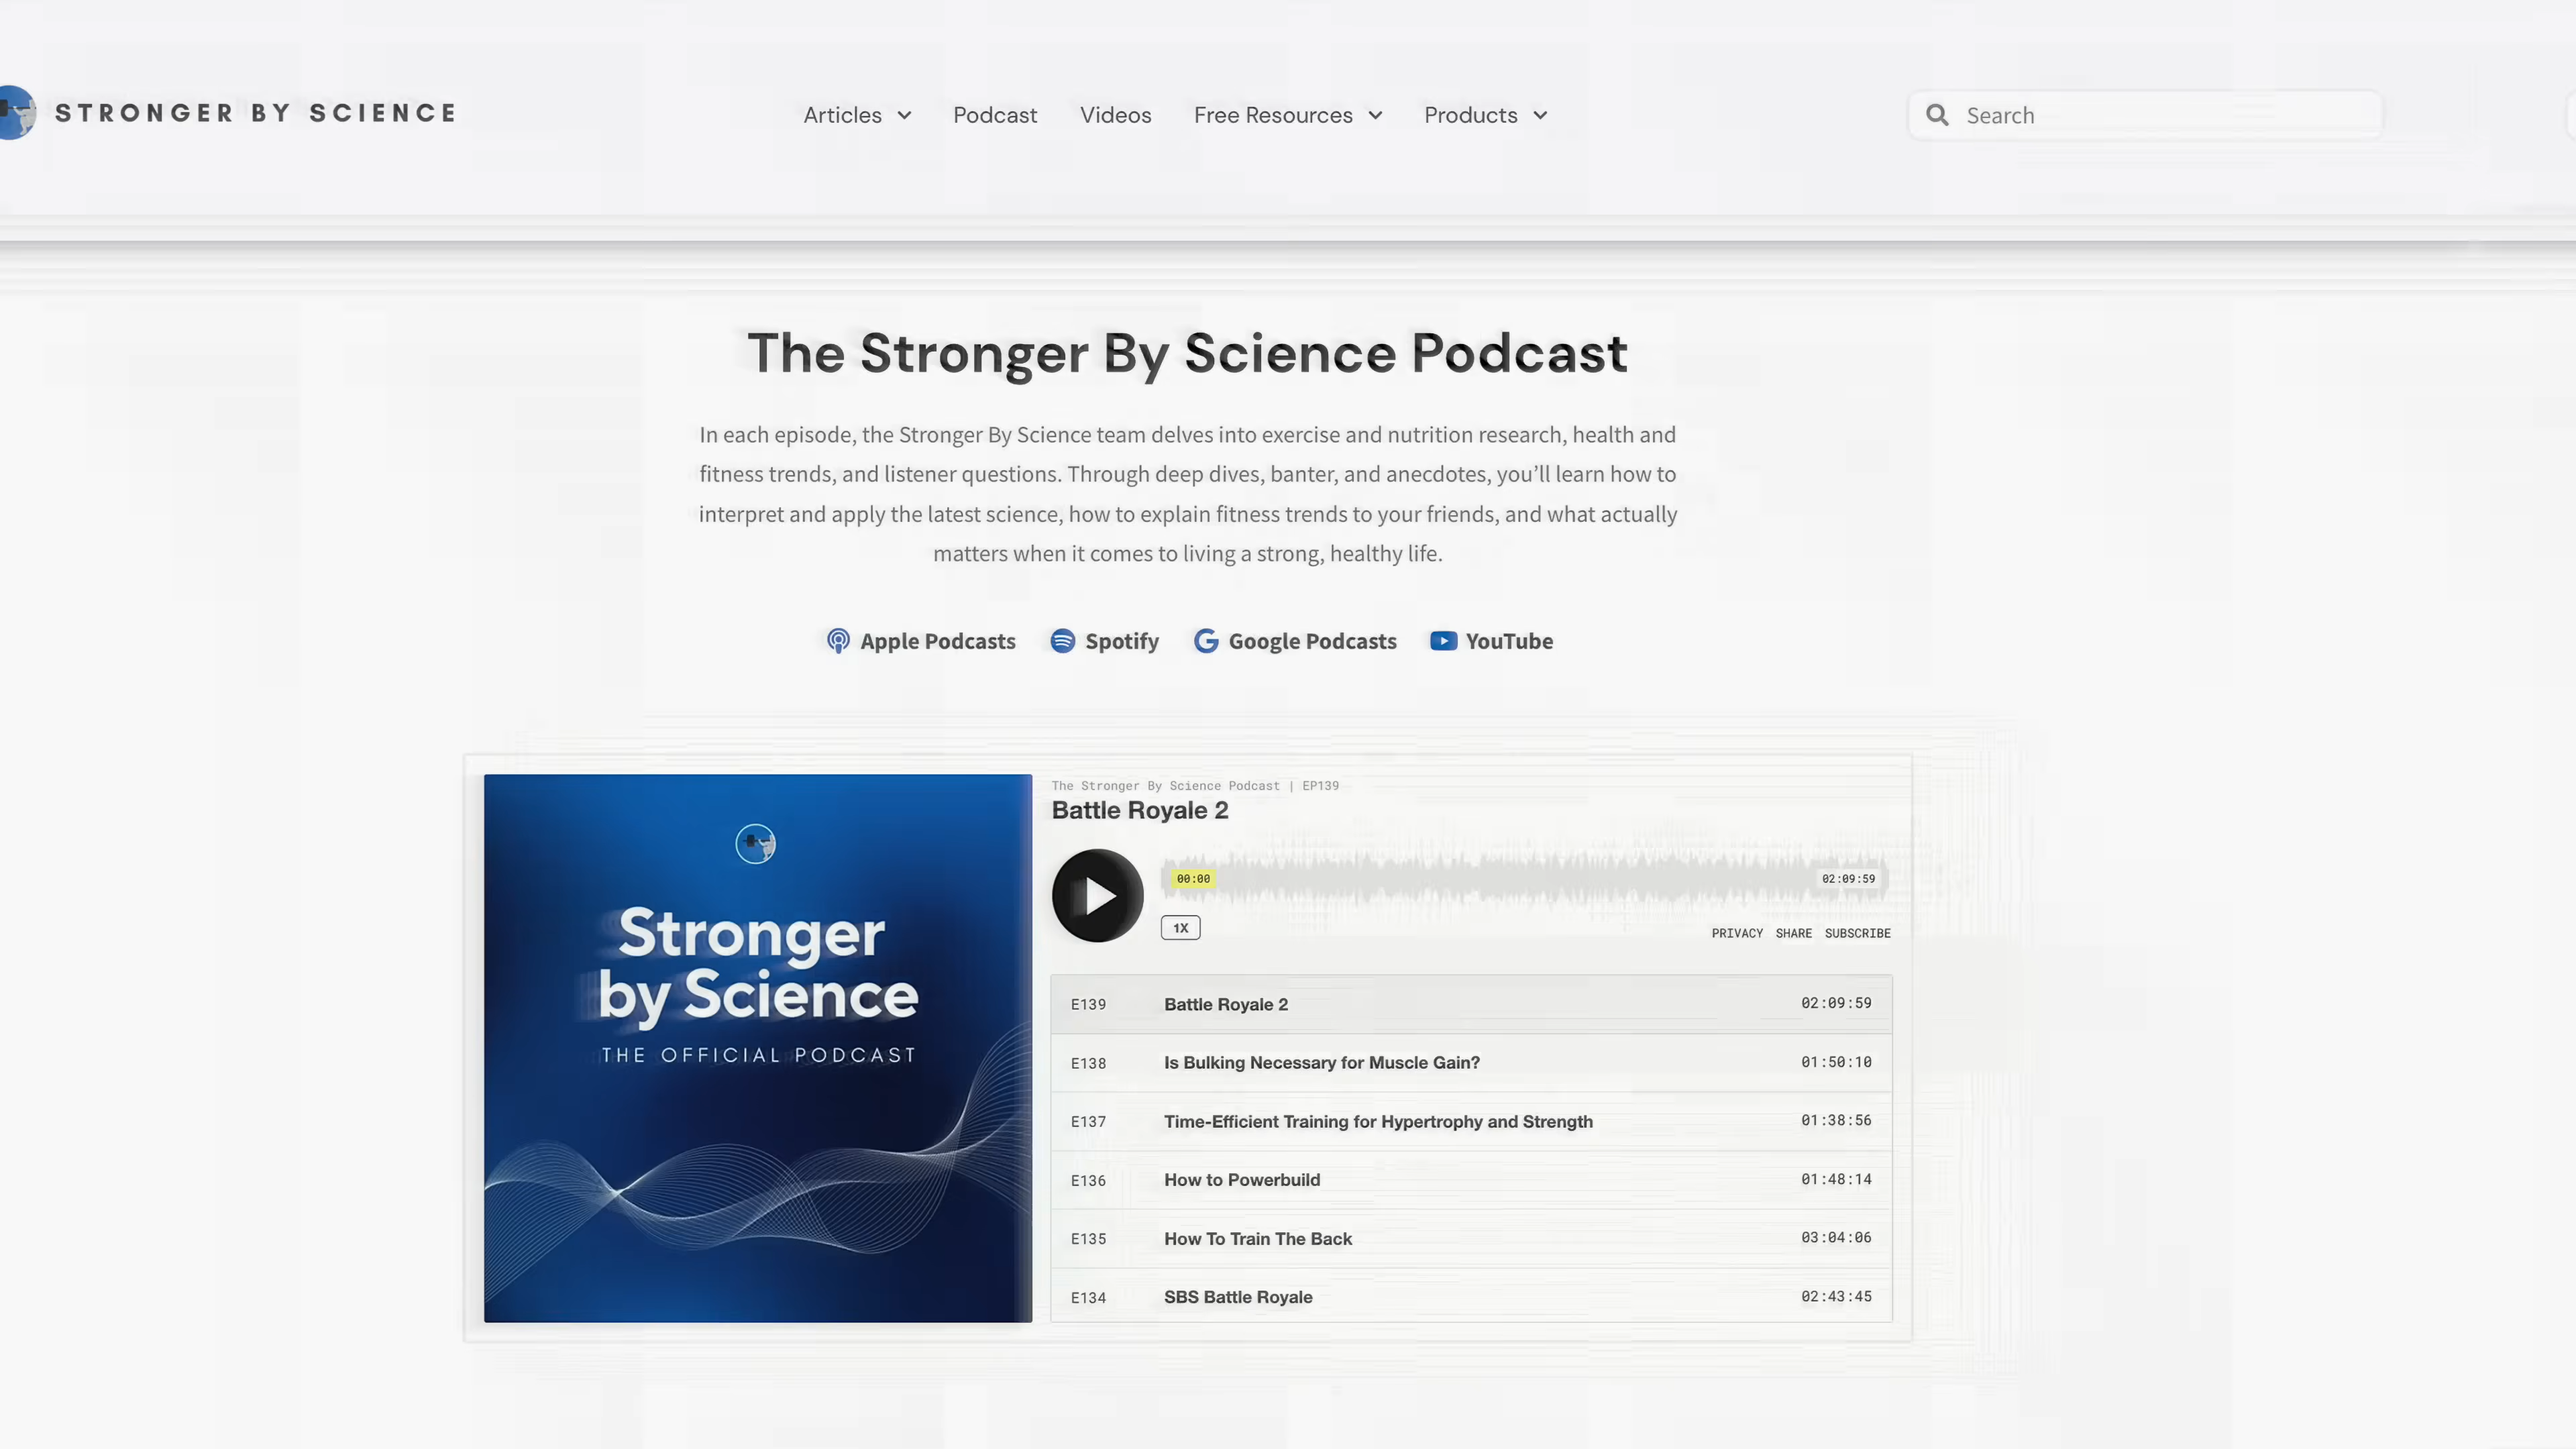 STRONGER BY SCIENCE
Articles Podcast Videos Free Resources Products
Search
The Stronger By Science Podcast
In each episode, the Stronger By Science team delves into exercise and nutrition research, health and
fitness trends, and listener questions. Through deep dives, banter, and anecdotes, you’ll learn how to
interpret and apply the latest science, how to explain fitness trends to your friends, and what actually
matters when it comes to living a strong, healthy life.
Apple Podcasts Spotify Google Podcasts YouTube
Stronger
by Science
THE OFFICIAL PODCAST
The Stronger By Science Podcast | EP139
Battle Royale 2
00:00 02:09:59
1X
PRIVACY SHARE SUBSCRIBE
E139 Battle Royale 2 02:09:59
E138 Is Bulking Necessary for Muscle Gain? 01:50:10
E137 Time-Efficient Training for Hypertrophy and Strength 01:38:56
E136 How to Powerbuild 01:48:14
E135 How To Train The Back 03:04:06
E134 SBS Battle Royale 02:43:45